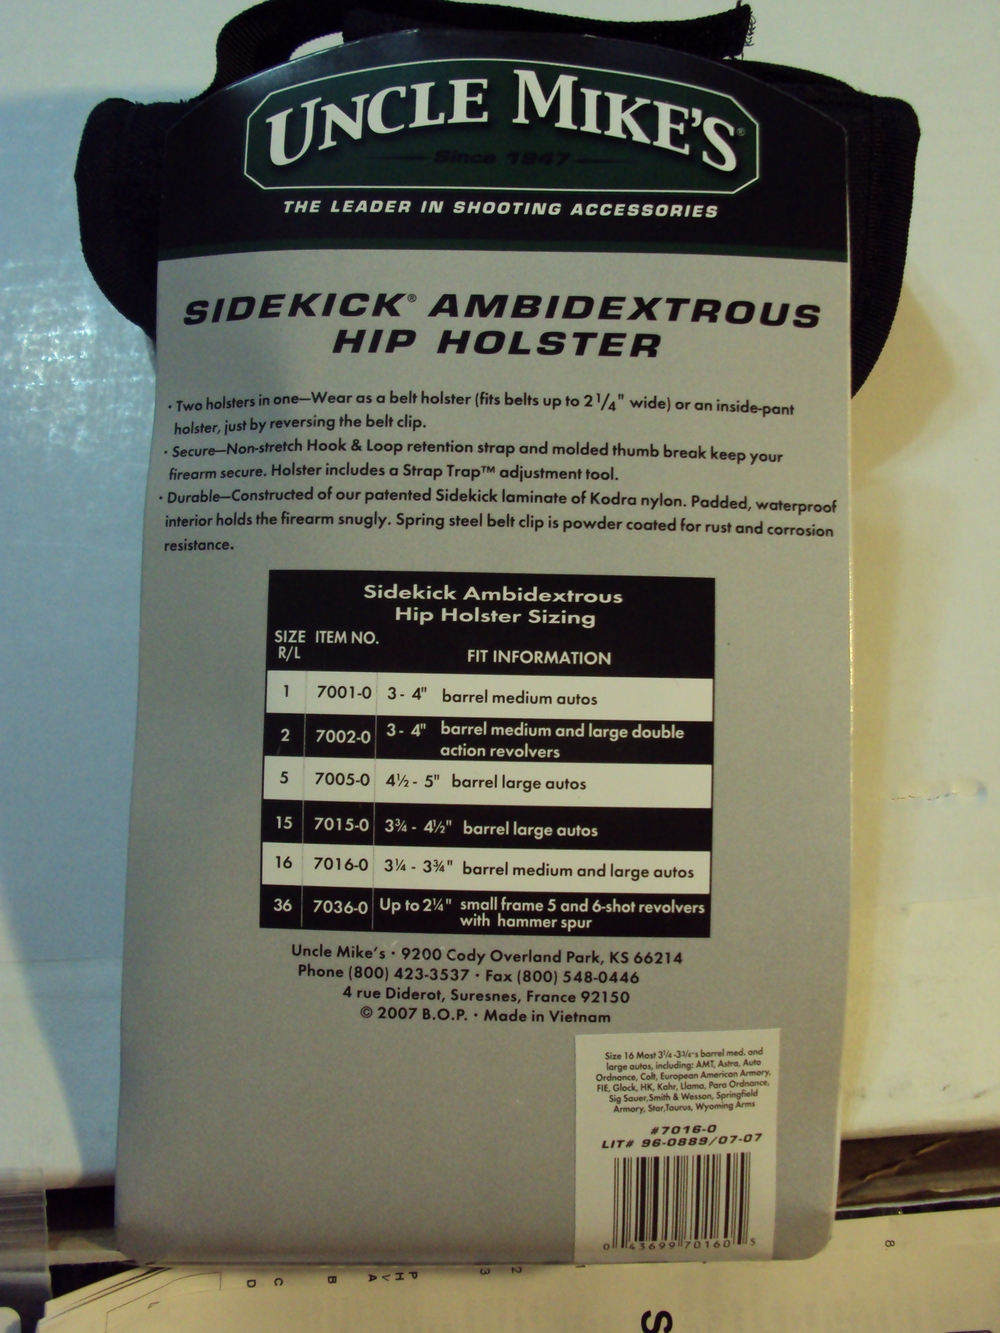 UNCLE MIKE'S®
Since 1947
THE LEADER IN SHOOTING ACCESSORIES
SIDEKICK® AMBIDEXTROUS
HIP HOLSTER
• Two holsters in one—Wear as a belt holster (fits belts up to 2 1/4" wide) or an inside-pant
holster, just by reversing the belt clip.
• Secure—Non-stretch Hook & Loop retention strap and molded thumb break keep your
firearm secure. Holster includes a Strap Trap™ adjustment tool.
• Durable—Constructed of our patented Sidekick laminate of Kodra nylon. Padded, waterproof
interior holds the firearm snugly. Spring steel belt clip is powder coated for rust and corrosion
resistance.
Sidekick Ambidextrous
Hip Holster Sizing
SIZE R/L ITEM NO. FIT INFORMATION
1 7001-0 3 - 4" barrel medium autos
2 7002-0 3 - 4" barrel medium and large double
action revolvers
5 7005-0 4½ - 5" barrel large autos
15 7015-0 3¾ - 4½" barrel large autos
16 7016-0 3¼ - 3¾" barrel medium and large autos
36 7036-0 Up to 2¼" small frame 5 and 6-shot revolvers
with hammer spur
Uncle Mike's • 9200 Cody Overland Park, KS 66214
Phone (800) 423-3537 • Fax (800) 548-0446
4 rue Diderot, Suresnes, France 92150
© 2007 B.O.P. • Made in Vietnam
Size 16 Most 3¼-3¾"s barrel med. and
large autos, including: AMT, Astra, Auto
Ordnance, Colt, European American Armory,
FIE, Glock, HK, Kahr, Llama, Para Ordnance,
Sig Sauer,Smith & Wesson, Springfield
Armory, Star,Taurus, Wyoming Arms
#7016-0
LIT# 96-0889/07-07
0 43699 70160 5
8
D C B
PHVA
3 2
S